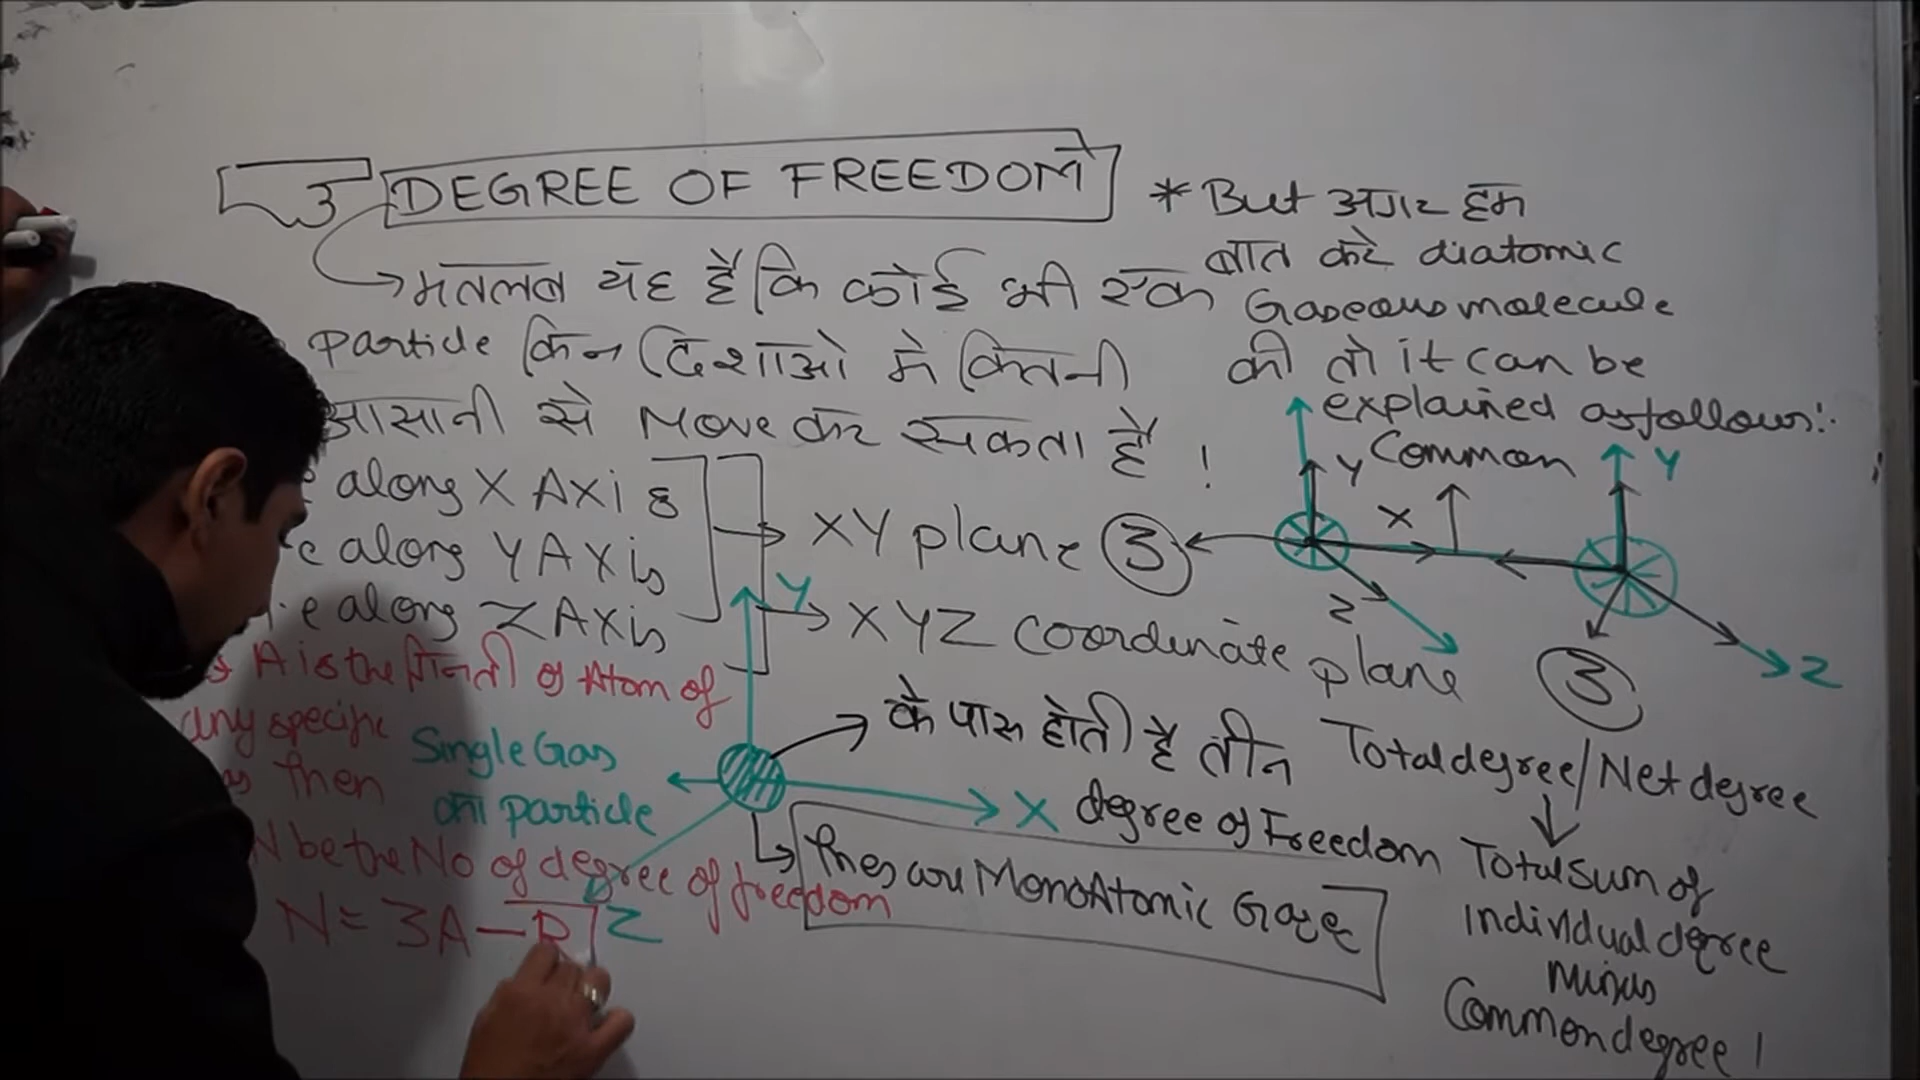 DEGREE OF FREEDOM
मतलब यह है कि कोई भी एक
particle किन दिशाओ मे कितनी
आसानी से Move कर सकता है !
along X AXis
along Y AXis
along Z AXis
XY plane
XYZ coordinate plane
A is the गिनती of Atom of
any specific
then
N be the No of degree of freedom
N = 3A - R
Single Gas
का particle
Y
X
Z
के पास होती है तीन
degree of Freedom
they are MonoAtomic Gases
* But अगर हम
बात करे diatomic
Gaseous molecule
की तो it can be
explained as follows:-
Common
Y
Y
X
Z
Z
3
3
Total degree/Net degree
Total sum of
individual degree
Minus
Common degree |